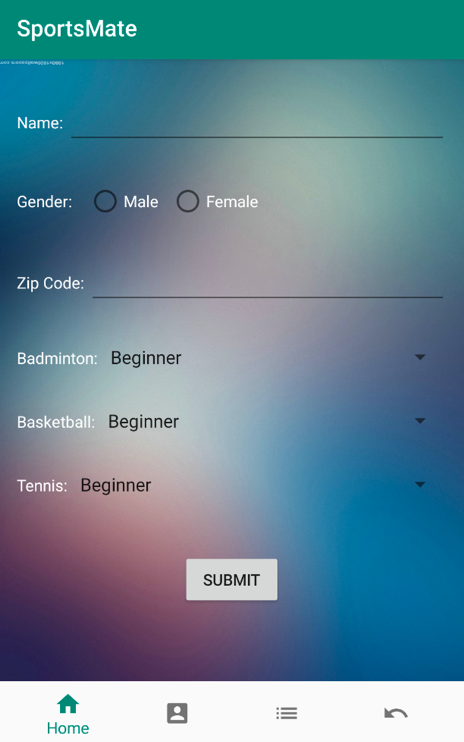 SportsMate
Name:
Gender: Male Female
Zip Code:
Badminton: Beginner
Basketball: Beginner
Tennis: Beginner
SUBMIT
Home